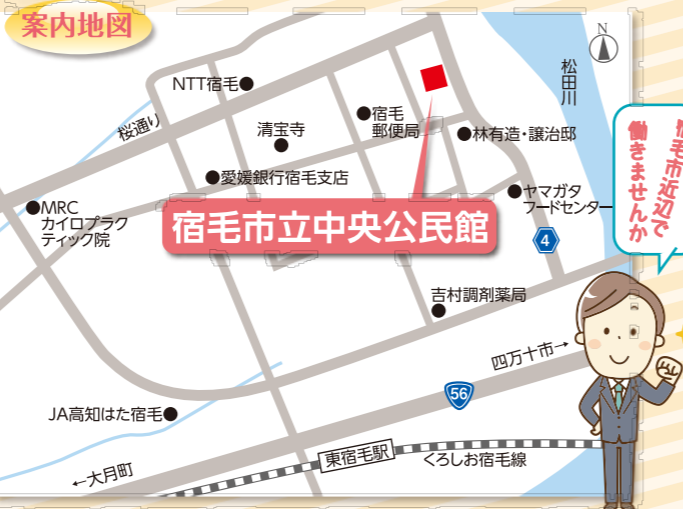 案内地図
N
松田川
NTT宿毛
桜通り
宿毛
郵便局
清宝寺
林有造・譲治邸
愛媛銀行宿毛支店
ヤマガタ
フードセンター
MRC
カイロプラク
ティック院
宿毛市立中央公民館
4
宿毛市近辺で
働きませんか
吉村調剤薬局
四万十市→
56
JA高知はた宿毛
東宿毛駅
くろしお宿毛線
←大月町